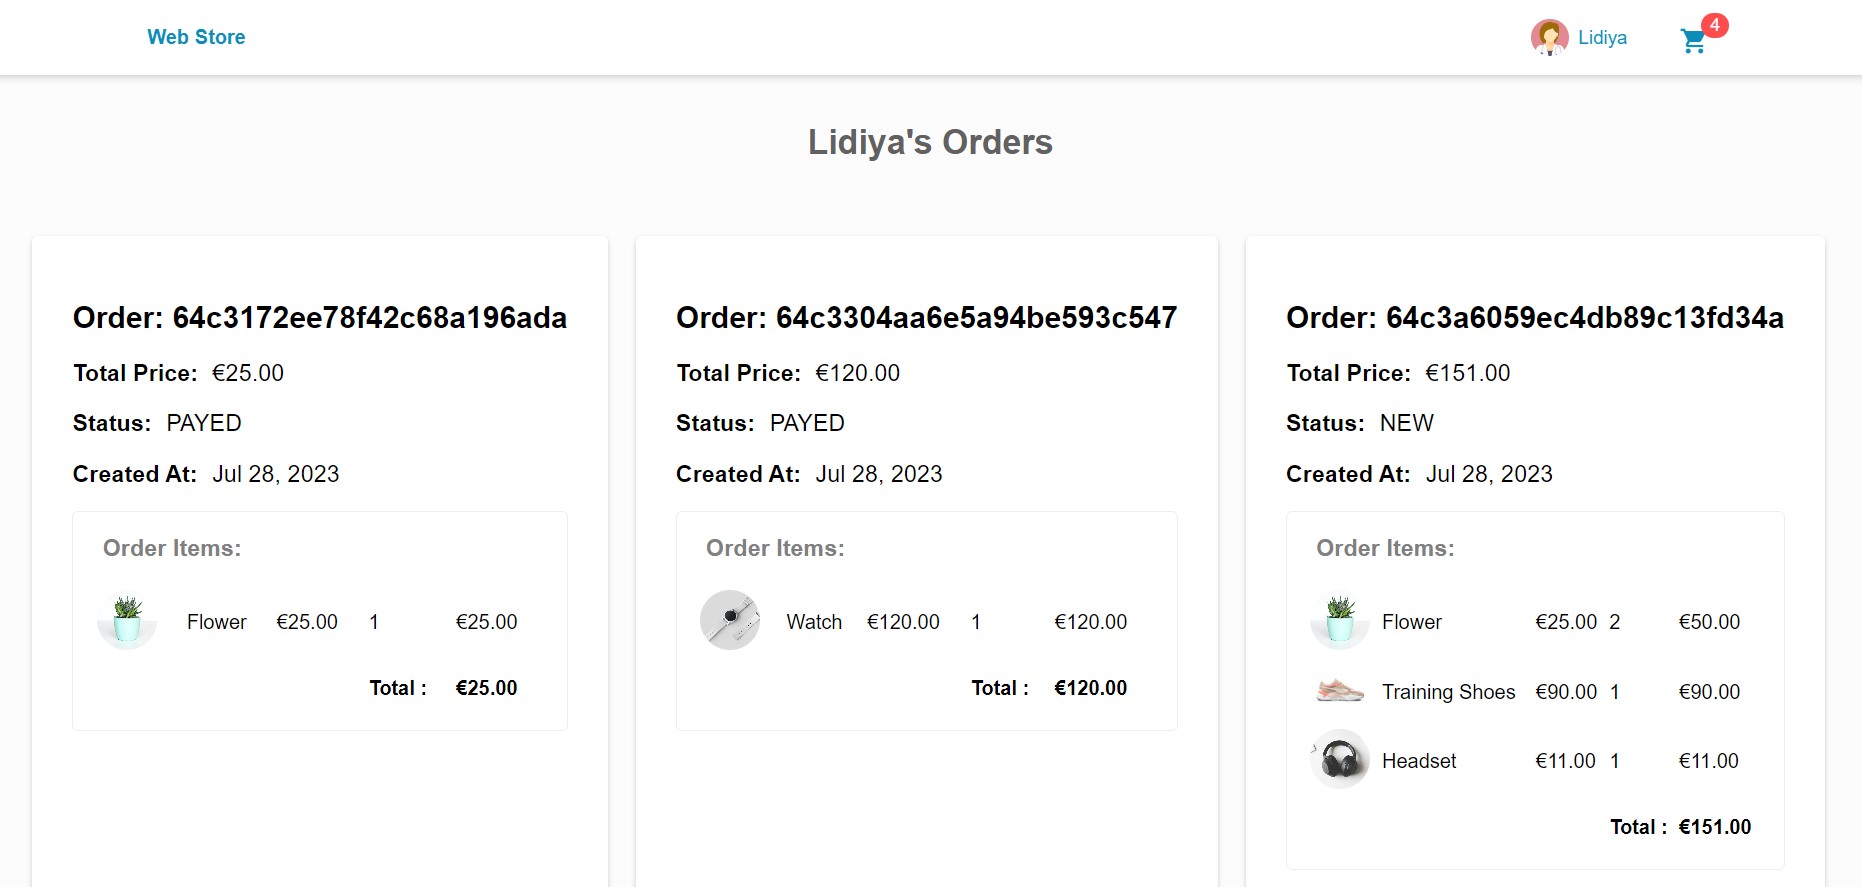 Web Store
Lidiya
4
Lidiya's Orders
Order: 64c3172ee78f42c68a196ada
Total Price: €25.00
Status: PAYED
Created At: Jul 28, 2023
Order Items:
Flower €25.00 1 €25.00
Total : €25.00
Order: 64c3304aa6e5a94be593c547
Total Price: €120.00
Status: PAYED
Created At: Jul 28, 2023
Order Items:
Watch €120.00 1 €120.00
Total : €120.00
Order: 64c3a6059ec4db89c13fd34a
Total Price: €151.00
Status: NEW
Created At: Jul 28, 2023
Order Items:
Flower €25.00 2 €50.00
Training Shoes €90.00 1 €90.00
Headset €11.00 1 €11.00
Total : €151.00